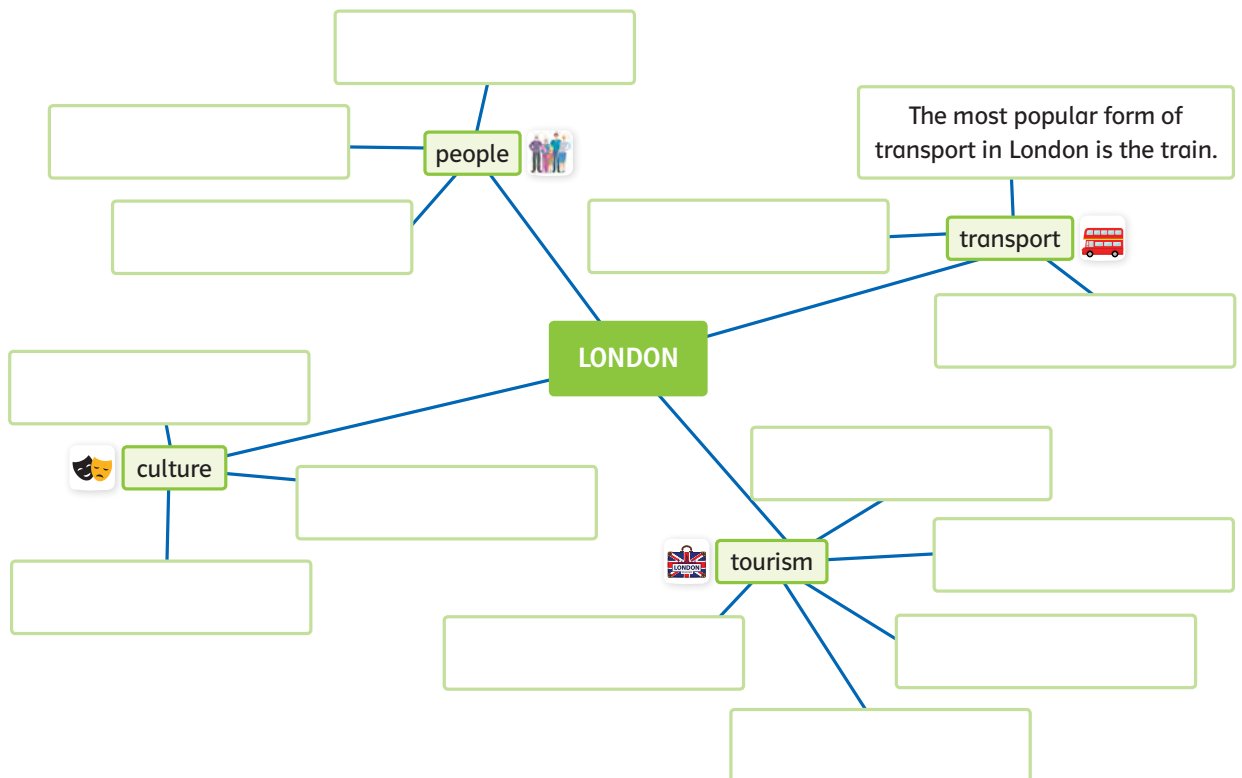 people
The most popular form of
transport in London is the train.
transport
LONDON
culture
tourism
LONDON